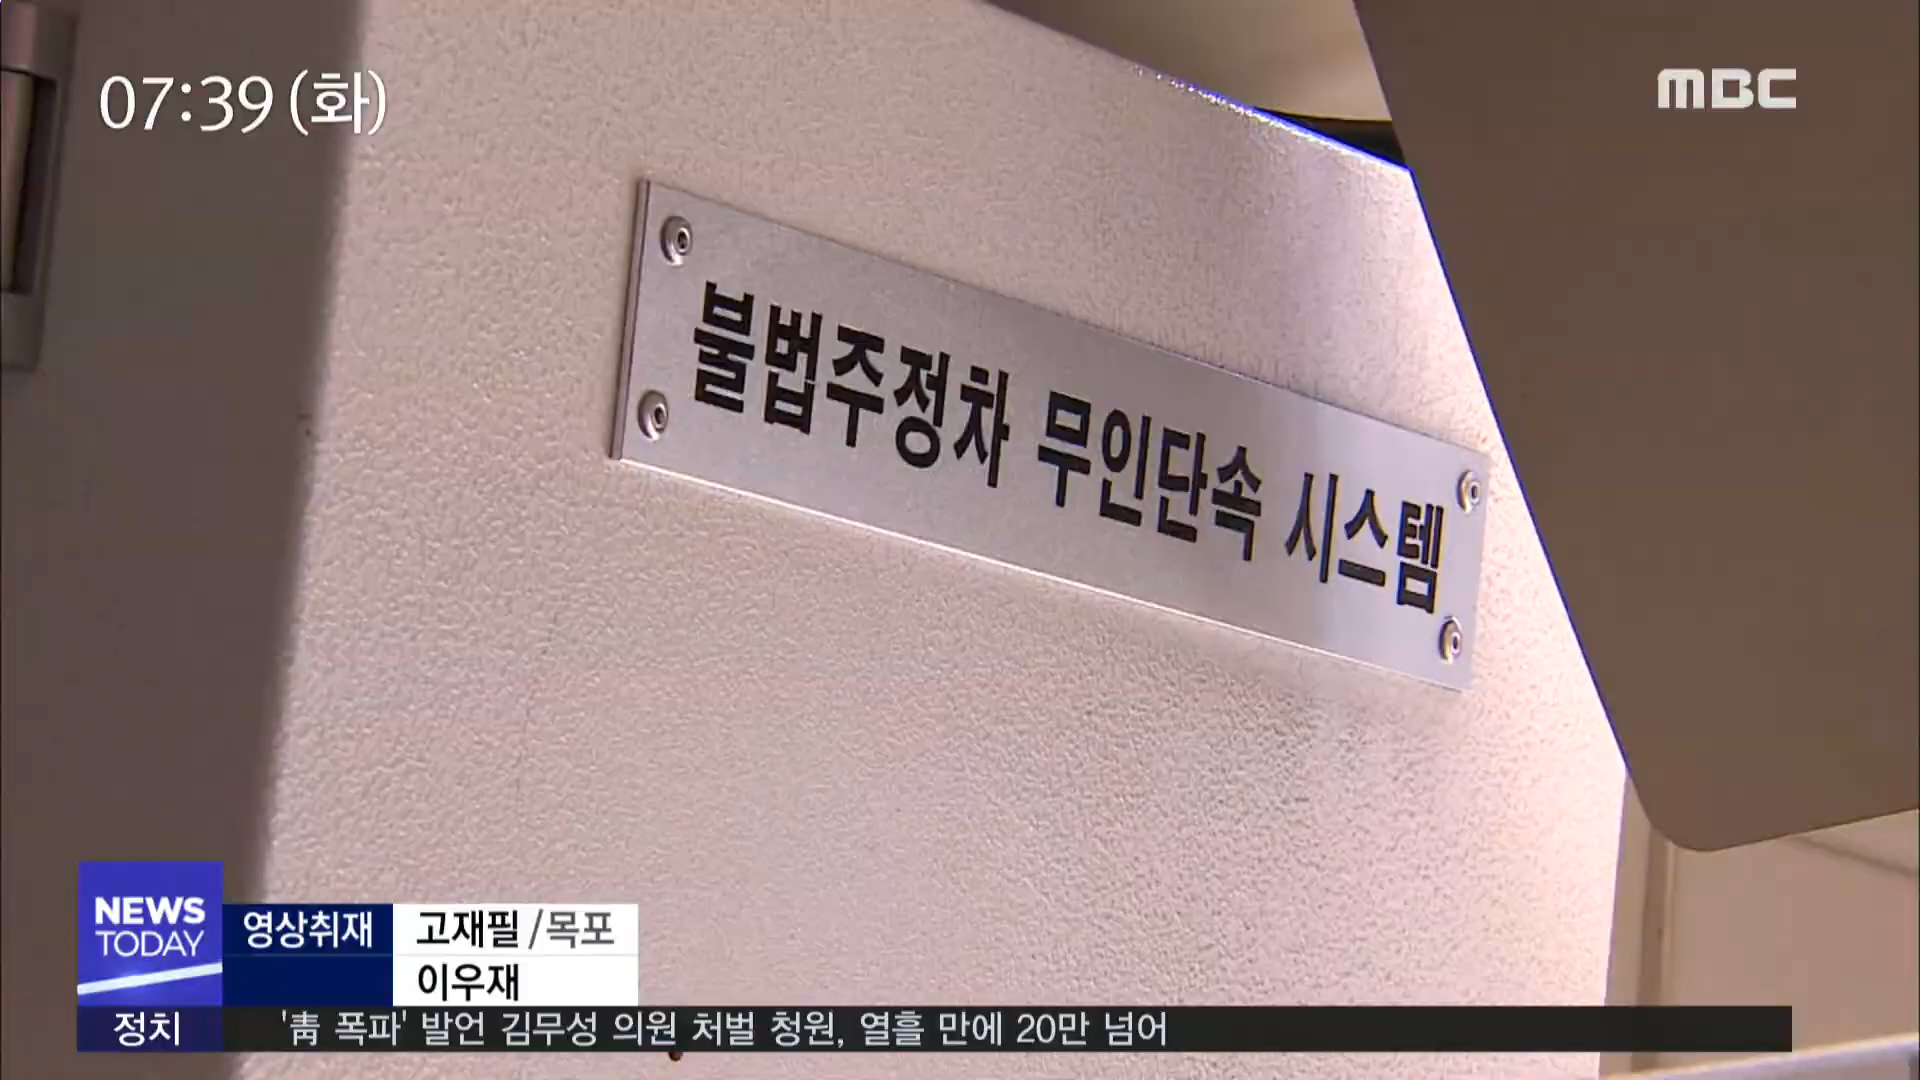 07:39 (화)
MBC
불법주정차 무인단속 시스템
NEWS
TODAY
영상취재
고재필 /목포
이우재
정치
'靑 폭파' 발언 김무성 의원 처벌 청원, 열흘 만에 20만 넘어